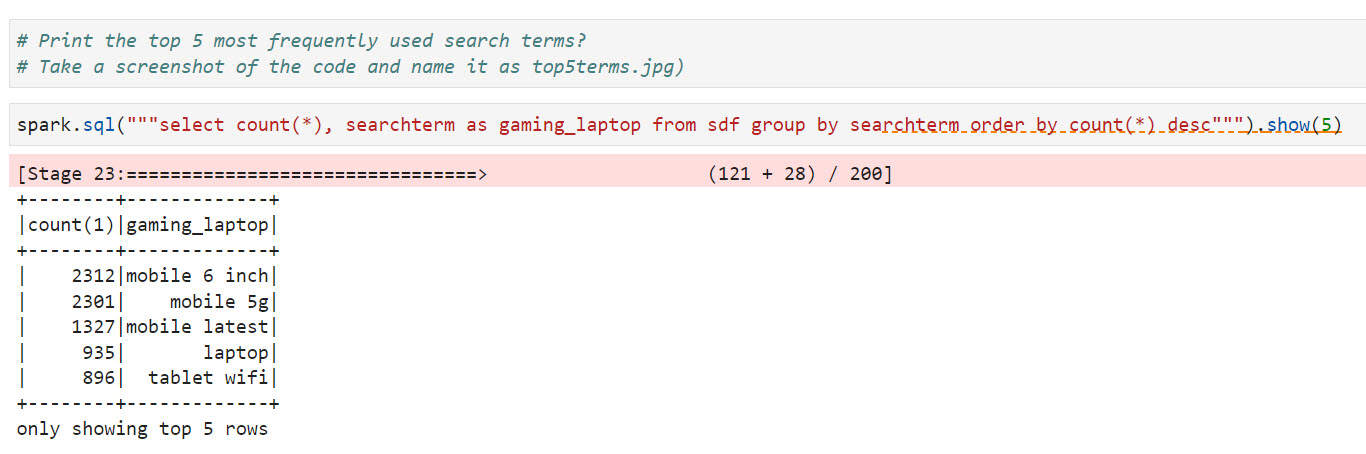 # Print the top 5 most frequently used search terms?
# Take a screenshot of the code and name it as top5terms.jpg)
spark.sql("""select count(*), searchterm as gaming_laptop from sdf group by searchterm order by count(*) desc""").show(5)
[Stage 23:================================>                    (121 + 28) / 200]
+--------+-------------+
|count(1)|gaming_laptop|
+--------+-------------+
|    2312|mobile 6 inch|
|    2301|    mobile 5g|
|    1327|mobile latest|
|     935|       laptop|
|     896|  tablet wifi|
+--------+-------------+
only showing top 5 rows